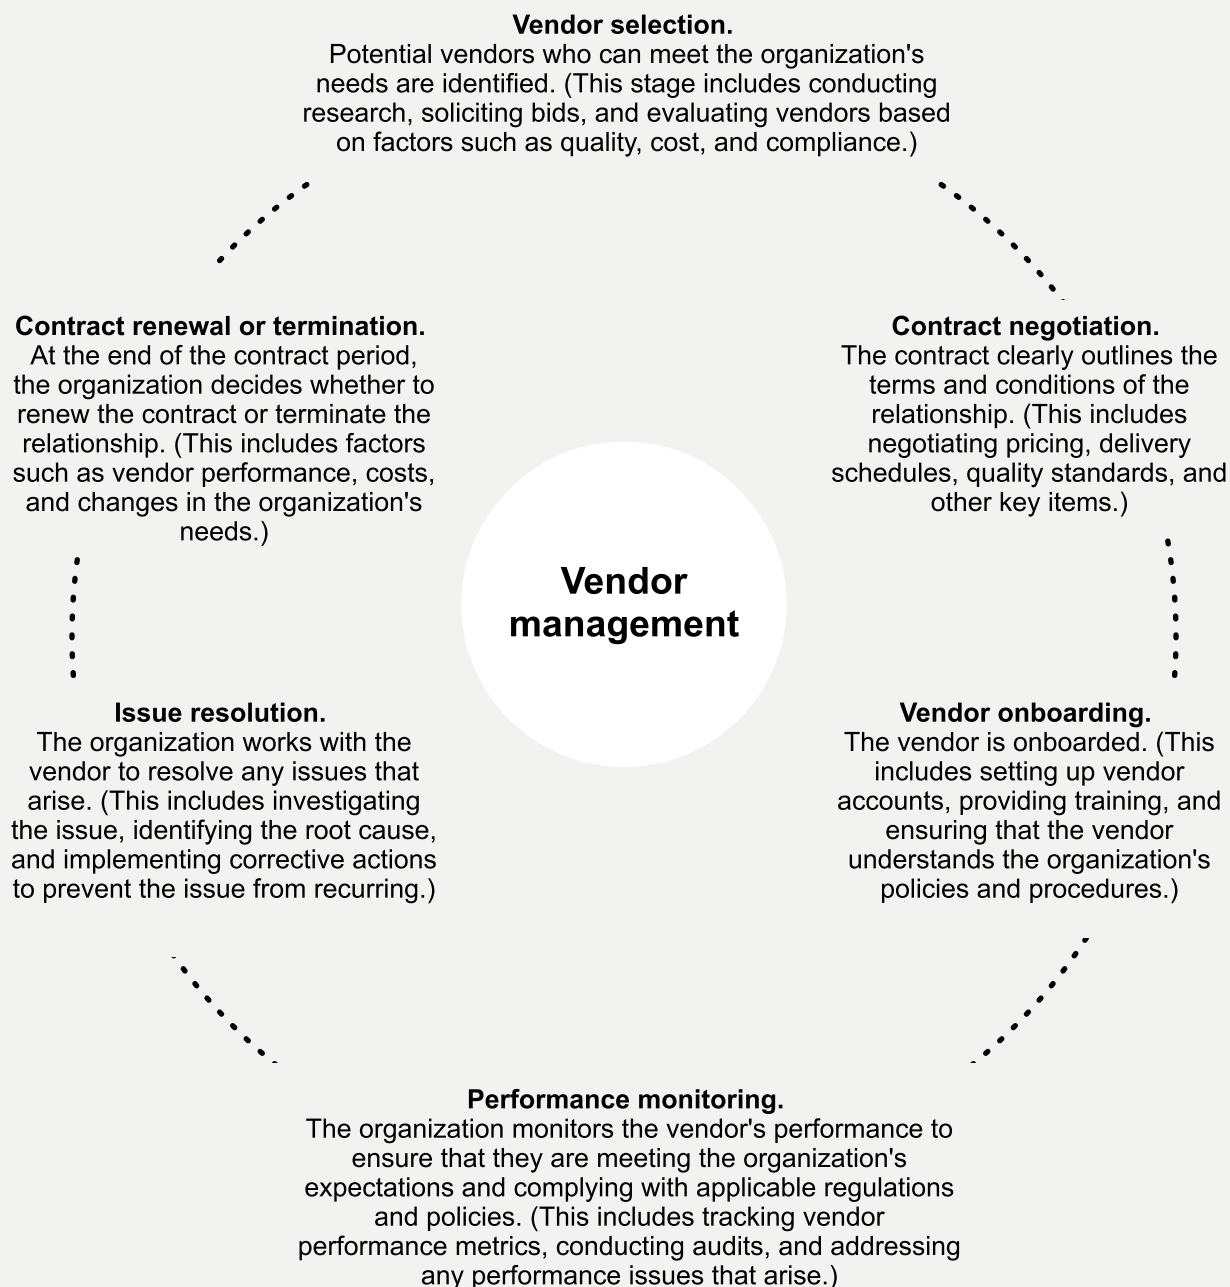 Vendor selection.
Potential vendors who can meet the organization's
needs are identified. (This stage includes conducting
research, soliciting bids, and evaluating vendors based
on factors such as quality, cost, and compliance.)
Contract negotiation.
The contract clearly outlines the
terms and conditions of the
relationship. (This includes
negotiating pricing, delivery
schedules, quality standards, and
other key items.)
Vendor onboarding.
The vendor is onboarded. (This
includes setting up vendor
accounts, providing training, and
ensuring that the vendor
understands the organization's
policies and procedures.)
Performance monitoring.
The organization monitors the vendor's performance to
ensure that they are meeting the organization's
expectations and complying with applicable regulations
and policies. (This includes tracking vendor
performance metrics, conducting audits, and addressing
any performance issues that arise.)
Issue resolution.
The organization works with the
vendor to resolve any issues that
arise. (This includes investigating
the issue, identifying the root cause,
and implementing corrective actions
to prevent the issue from recurring.)
Contract renewal or termination.
At the end of the contract period,
the organization decides whether to
renew the contract or terminate the
relationship. (This includes factors
such as vendor performance, costs,
and changes in the organization's
needs.)
Vendor
management